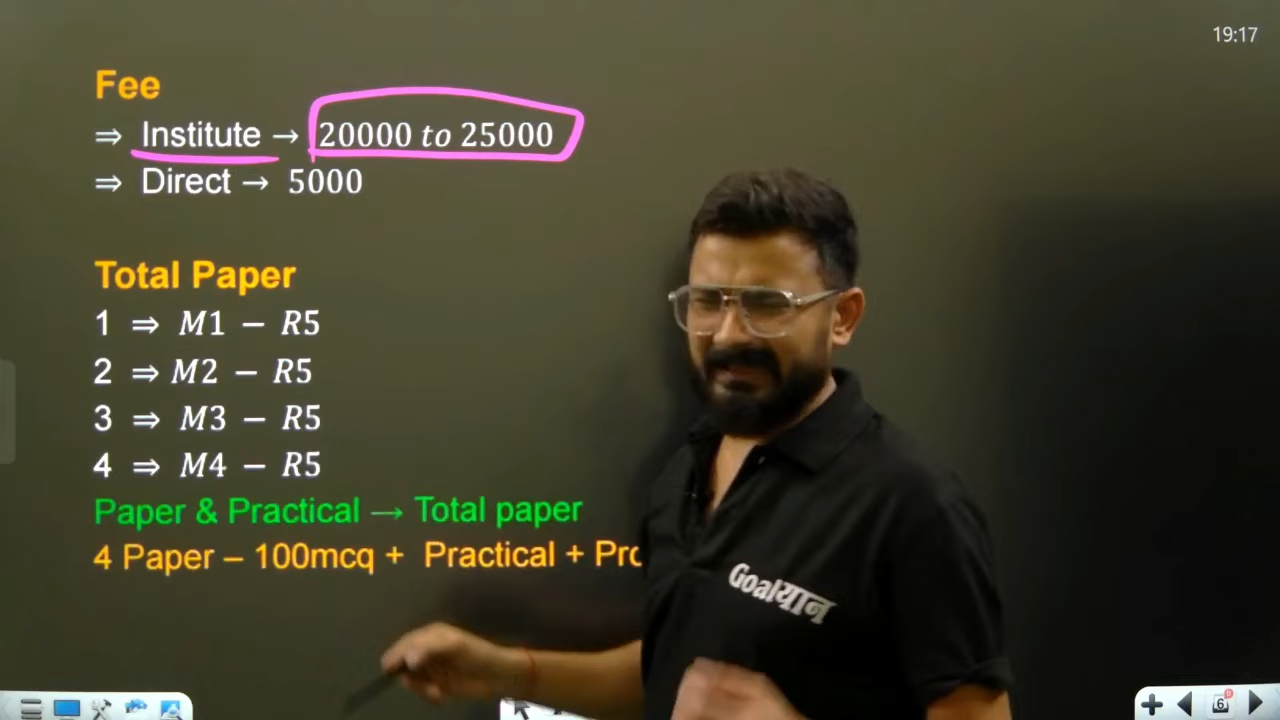 19:17
Fee
⇒ Institute → 20000 to 25000
⇒ Direct → 5000
Total Paper
1 ⇒ M1 − R5
2 ⇒ M2 − R5
3 ⇒ M3 − R5
4 ⇒ M4 − R5
Paper & Practical → Total paper
4 Paper – 100mcq + Practical +
Goalयान
6